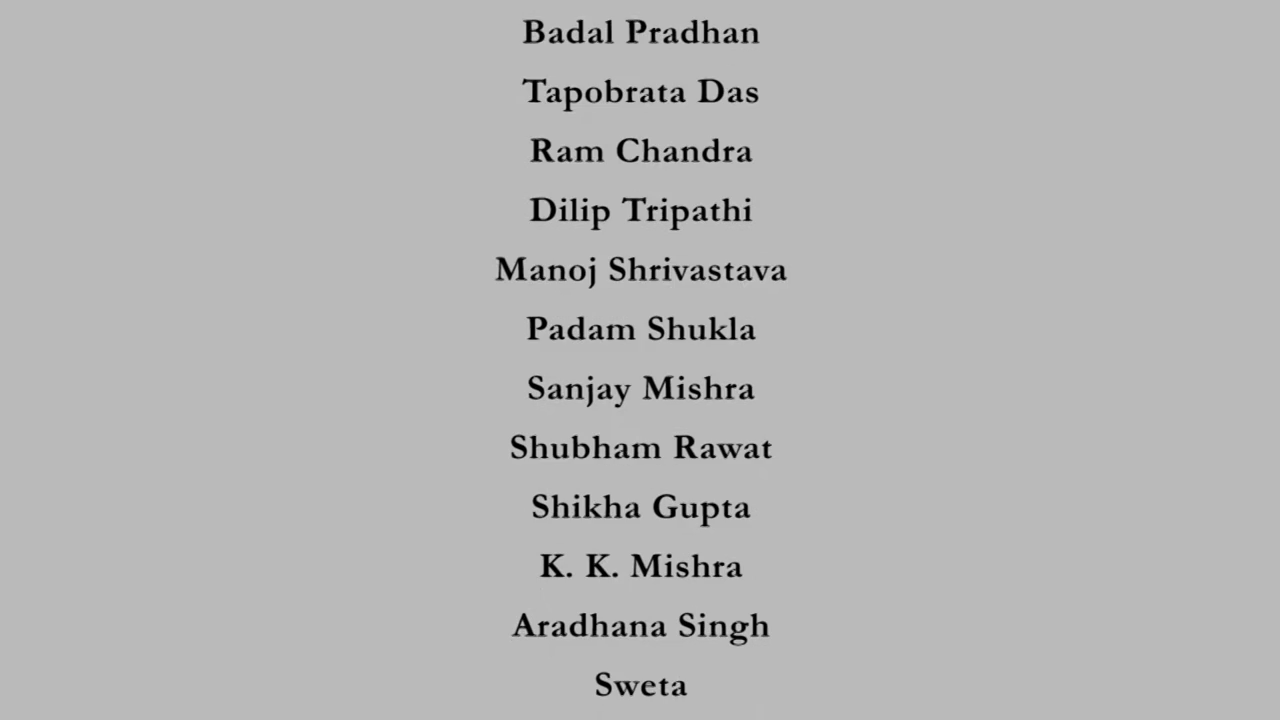 Badal Pradhan
Tapobrata Das
Ram Chandra
Dilip Tripathi
Manoj Shrivastava
Padam Shukla
Sanjay Mishra
Shubham Rawat
Shikha Gupta
K. K. Mishra
Aradhana Singh
Sweta